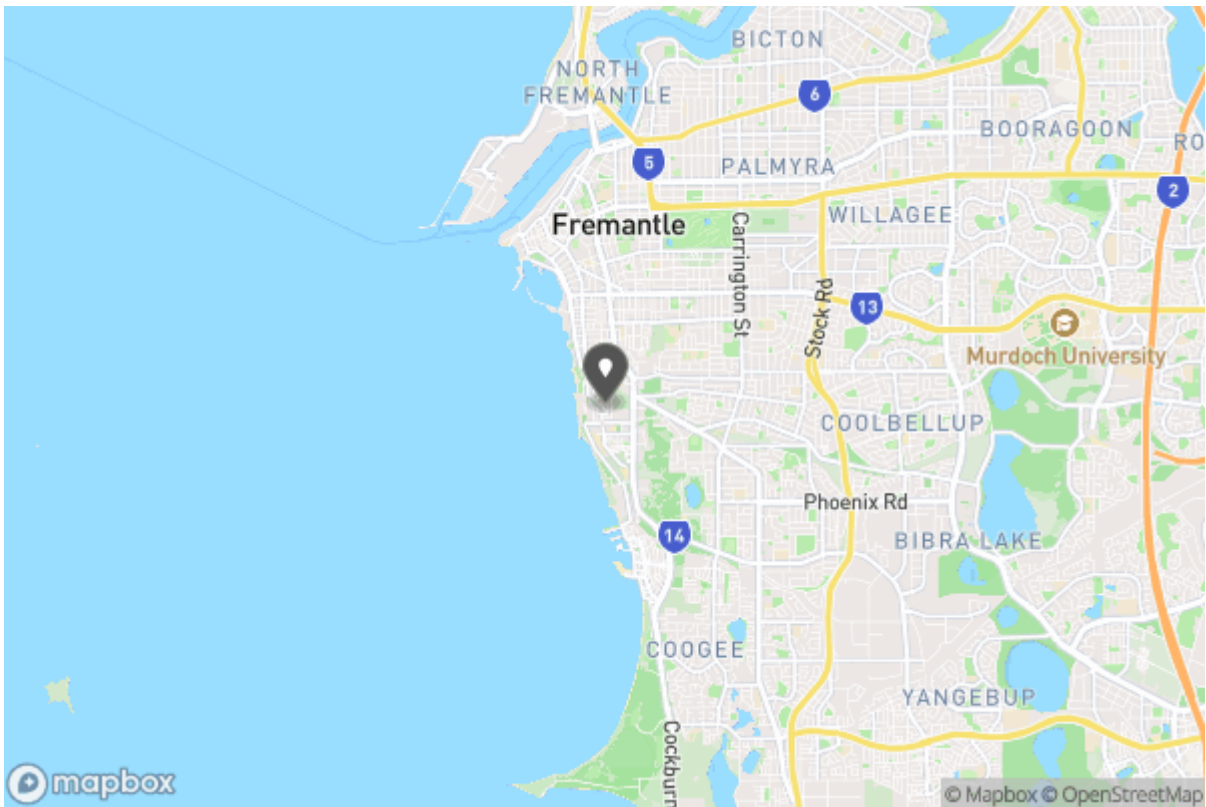 BICTON
NORTH
FREMANTLE
6
BOORAGOON
RO
5
PALMYRA
2
WILLAGEE
Fremantle
Carrington St
Stock Rd
13
Murdoch University
COOLBELLUP
Phoenix Rd
14
BIBRA LAKE
COOGEE
YANGEBUP
Cockburn
mapbox
© Mapbox © OpenStreetMap